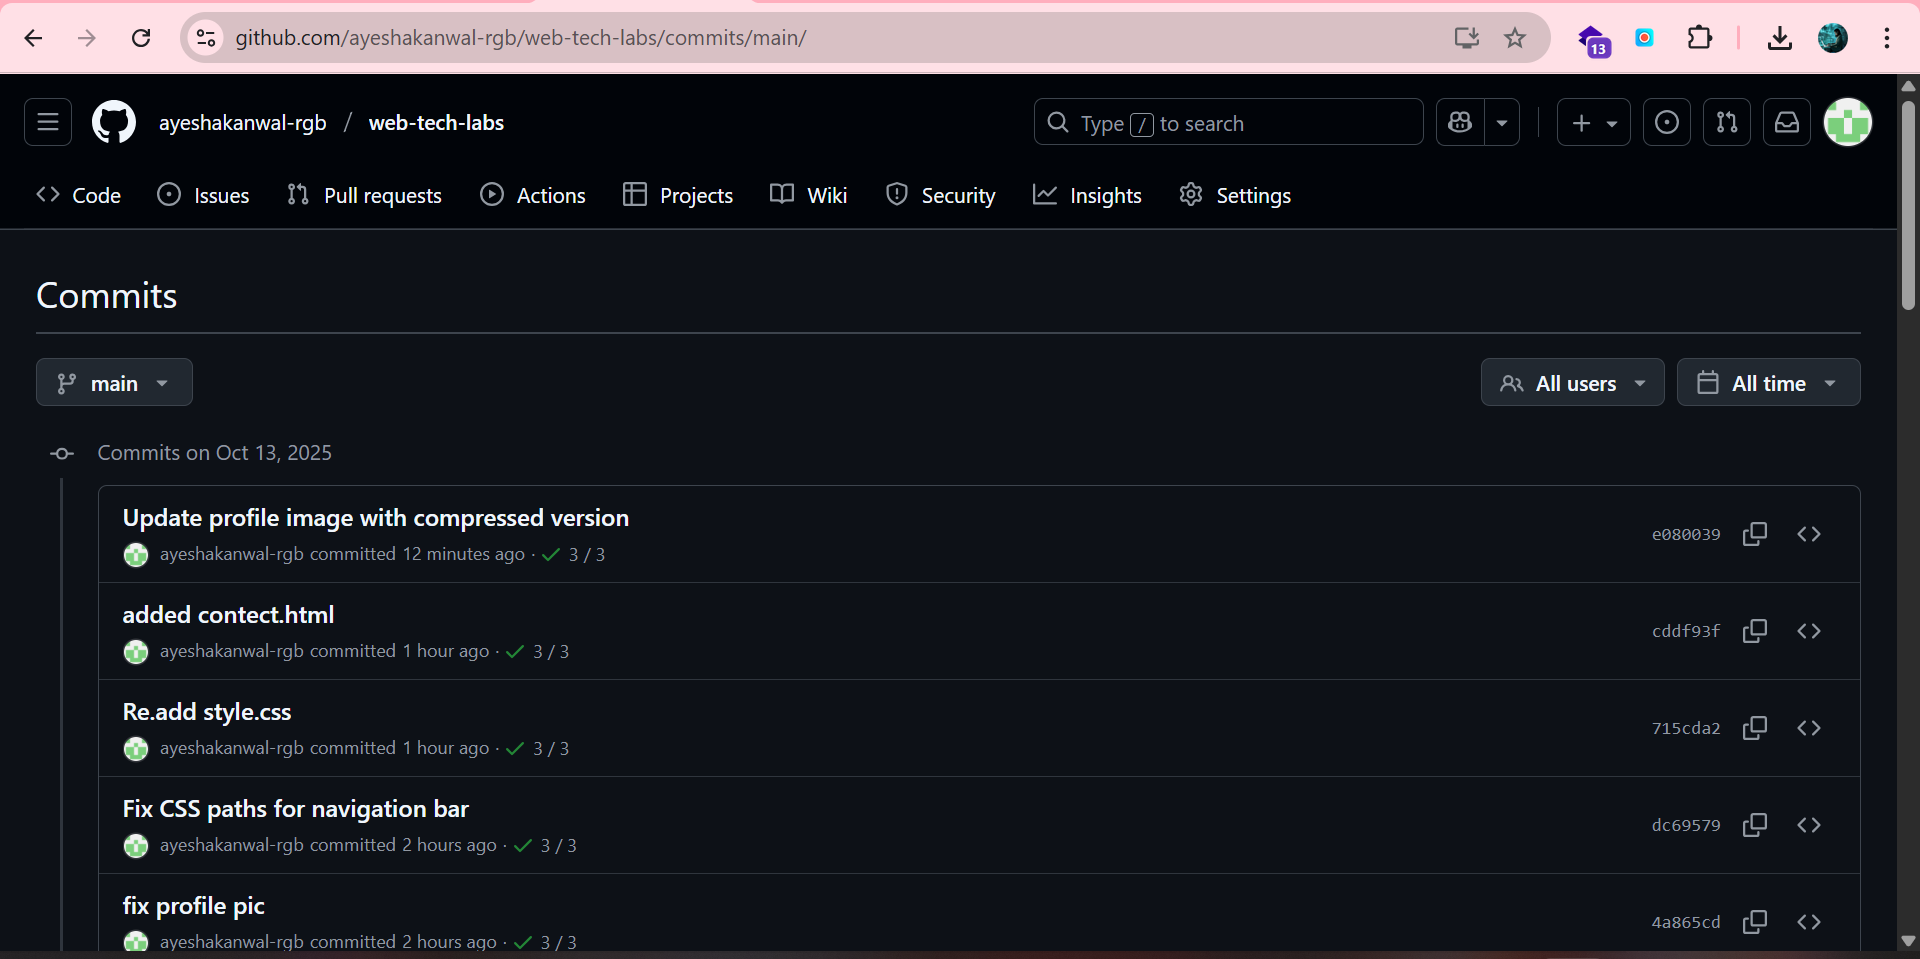 github.com/ayeshakanwal-rgb/web-tech-labs/commits/main/
13
ayeshakanwal-rgb / web-tech-labs
Type / to search
Code Issues Pull requests Actions Projects Wiki Security Insights Settings
Commits
main
All users All time
Commits on Oct 13, 2025
Update profile image with compressed version
ayeshakanwal-rgb committed 12 minutes ago · 3 / 3
e080039
added contect.html
ayeshakanwal-rgb committed 1 hour ago · 3 / 3
cddf93f
Re.add style.css
ayeshakanwal-rgb committed 1 hour ago · 3 / 3
715cda2
Fix CSS paths for navigation bar
ayeshakanwal-rgb committed 2 hours ago · 3 / 3
dc69579
fix profile pic
ayeshakanwal-rgb committed 2 hours ago · 3 / 3
4a865cd